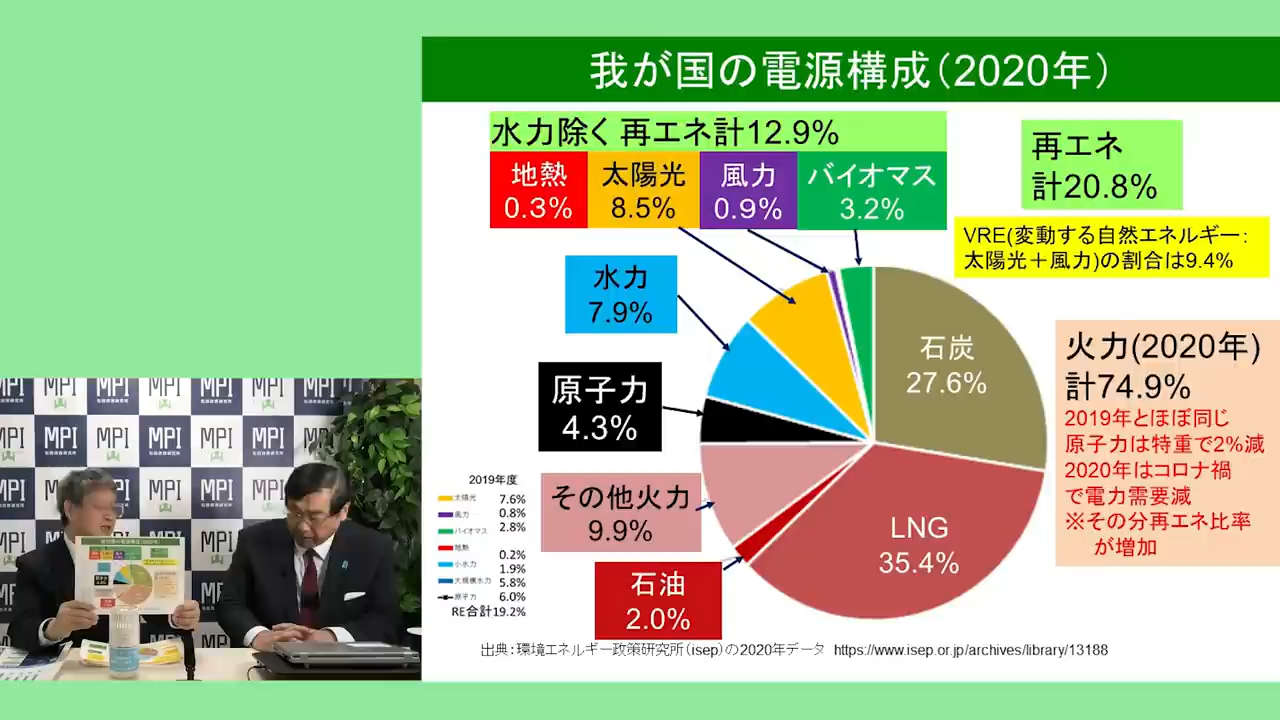 我が国の電源構成(2020年)
水力除く 再エネ計12.9%
地熱
0.3%
太陽光
8.5%
風力
0.9%
バイオマス
3.2%
再エネ
計20.8%
VRE(変動する自然エネルギー:
太陽光+風力)の割合は9.4%
水力
7.9%
原子力
4.3%
その他火力
9.9%
石油
2.0%
石炭
27.6%
LNG
35.4%
火力(2020年)
計74.9%
2019年とほぼ同じ
原子力は特重で2%減
2020年はコロナ禍
で電力需要減
※その分再エネ比率
が増加
2019年度
太陽光 7.6%
風力 0.8%
バイオマス 2.8%
地熱 0.2%
小水力 1.9%
大規模水力 5.8%
原子力 6.0%
RE合計19.2%
出典:環境エネルギー政策研究所(isep)の2020年データ https://www.isep.or.jp/archives/library/13188
MPI
MPI
MPI
MPI
MPI
MPI
MPI
MPI
MPI
MPI